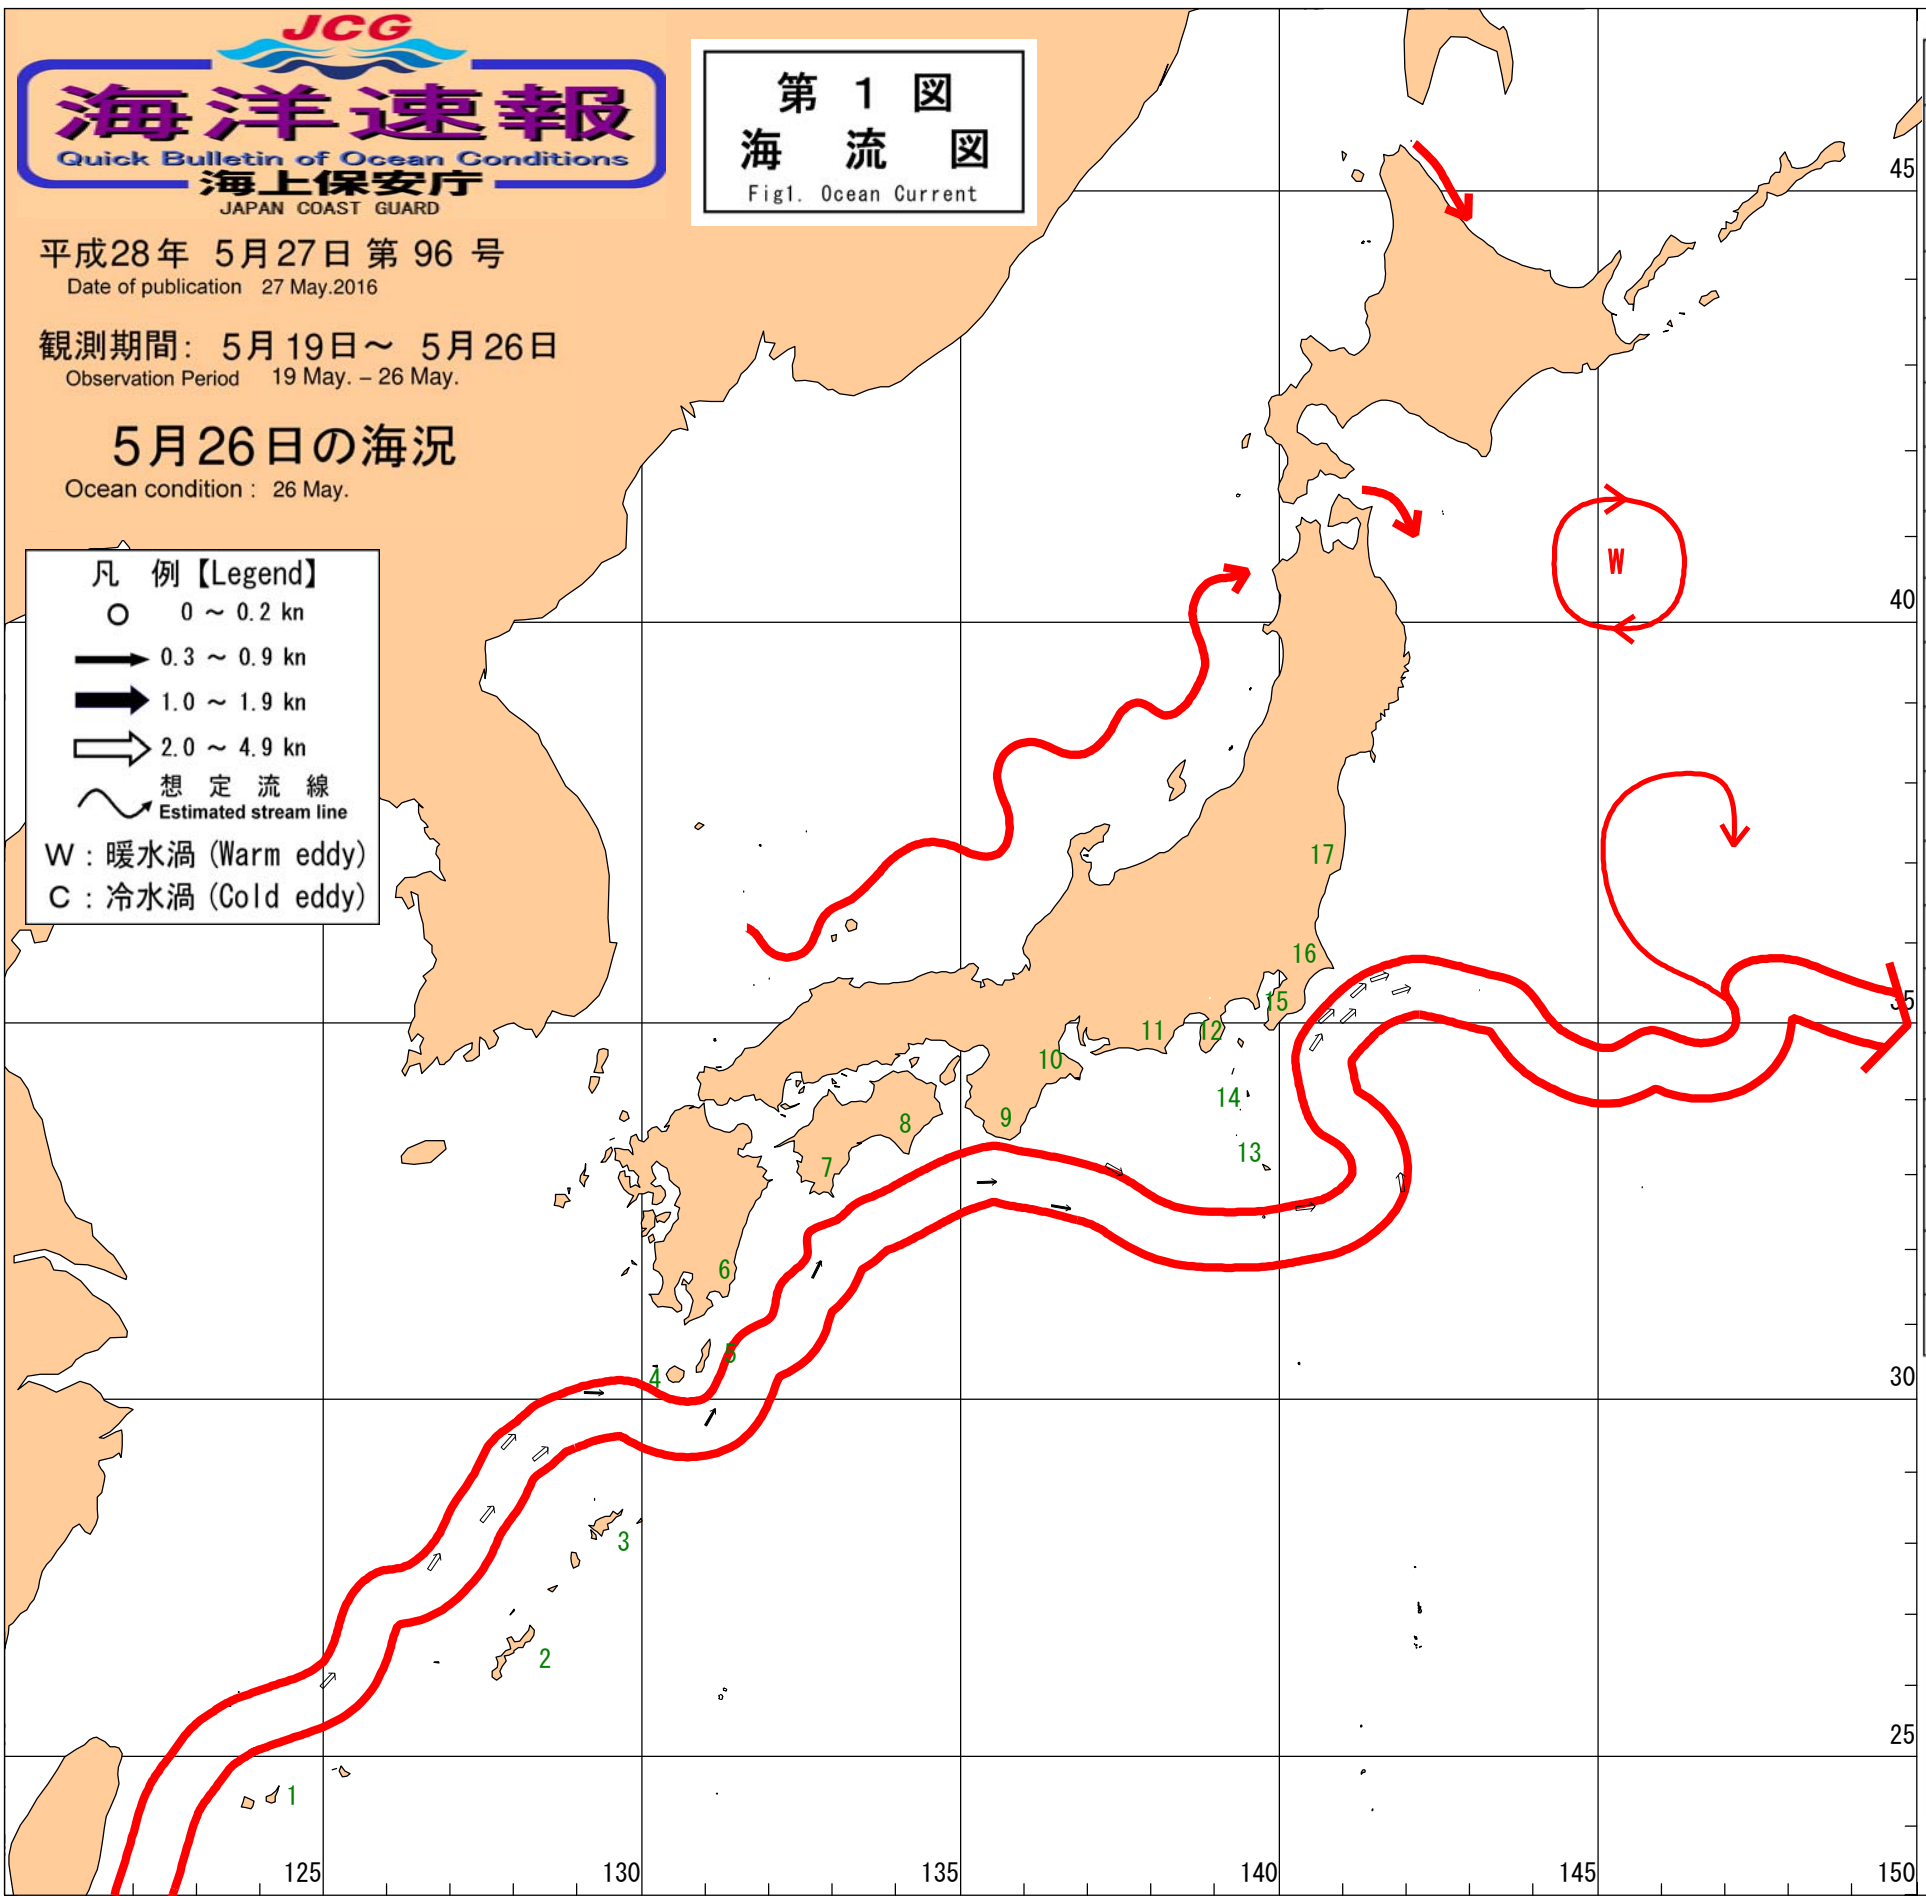 JCG
海洋速報
Quick Bulletin of Ocean Conditions
海上保安庁
JAPAN COAST GUARD
平成28年 5月27日 第 96 号
Date of publication 27 May.2016
観測期間: 5月19日～ 5月26日
Observation Period 19 May. – 26 May.
5月26日の海況
Ocean condition : 26 May.
第 1 図
海 流 図
Fig1. Ocean Current
凡 例【Legend】
0 ～ 0.2 kn
0.3 ～ 0.9 kn
1.0 ～ 1.9 kn
2.0 ～ 4.9 kn
想 定 流 線
Estimated stream line
W : 暖水渦 (Warm eddy)
C : 冷水渦 (Cold eddy)
45
W
40
17
16
35
15
12
11
10
14
9
8
13
7
6
5
4
30
3
2
25
1
125
130
135
140
145
150